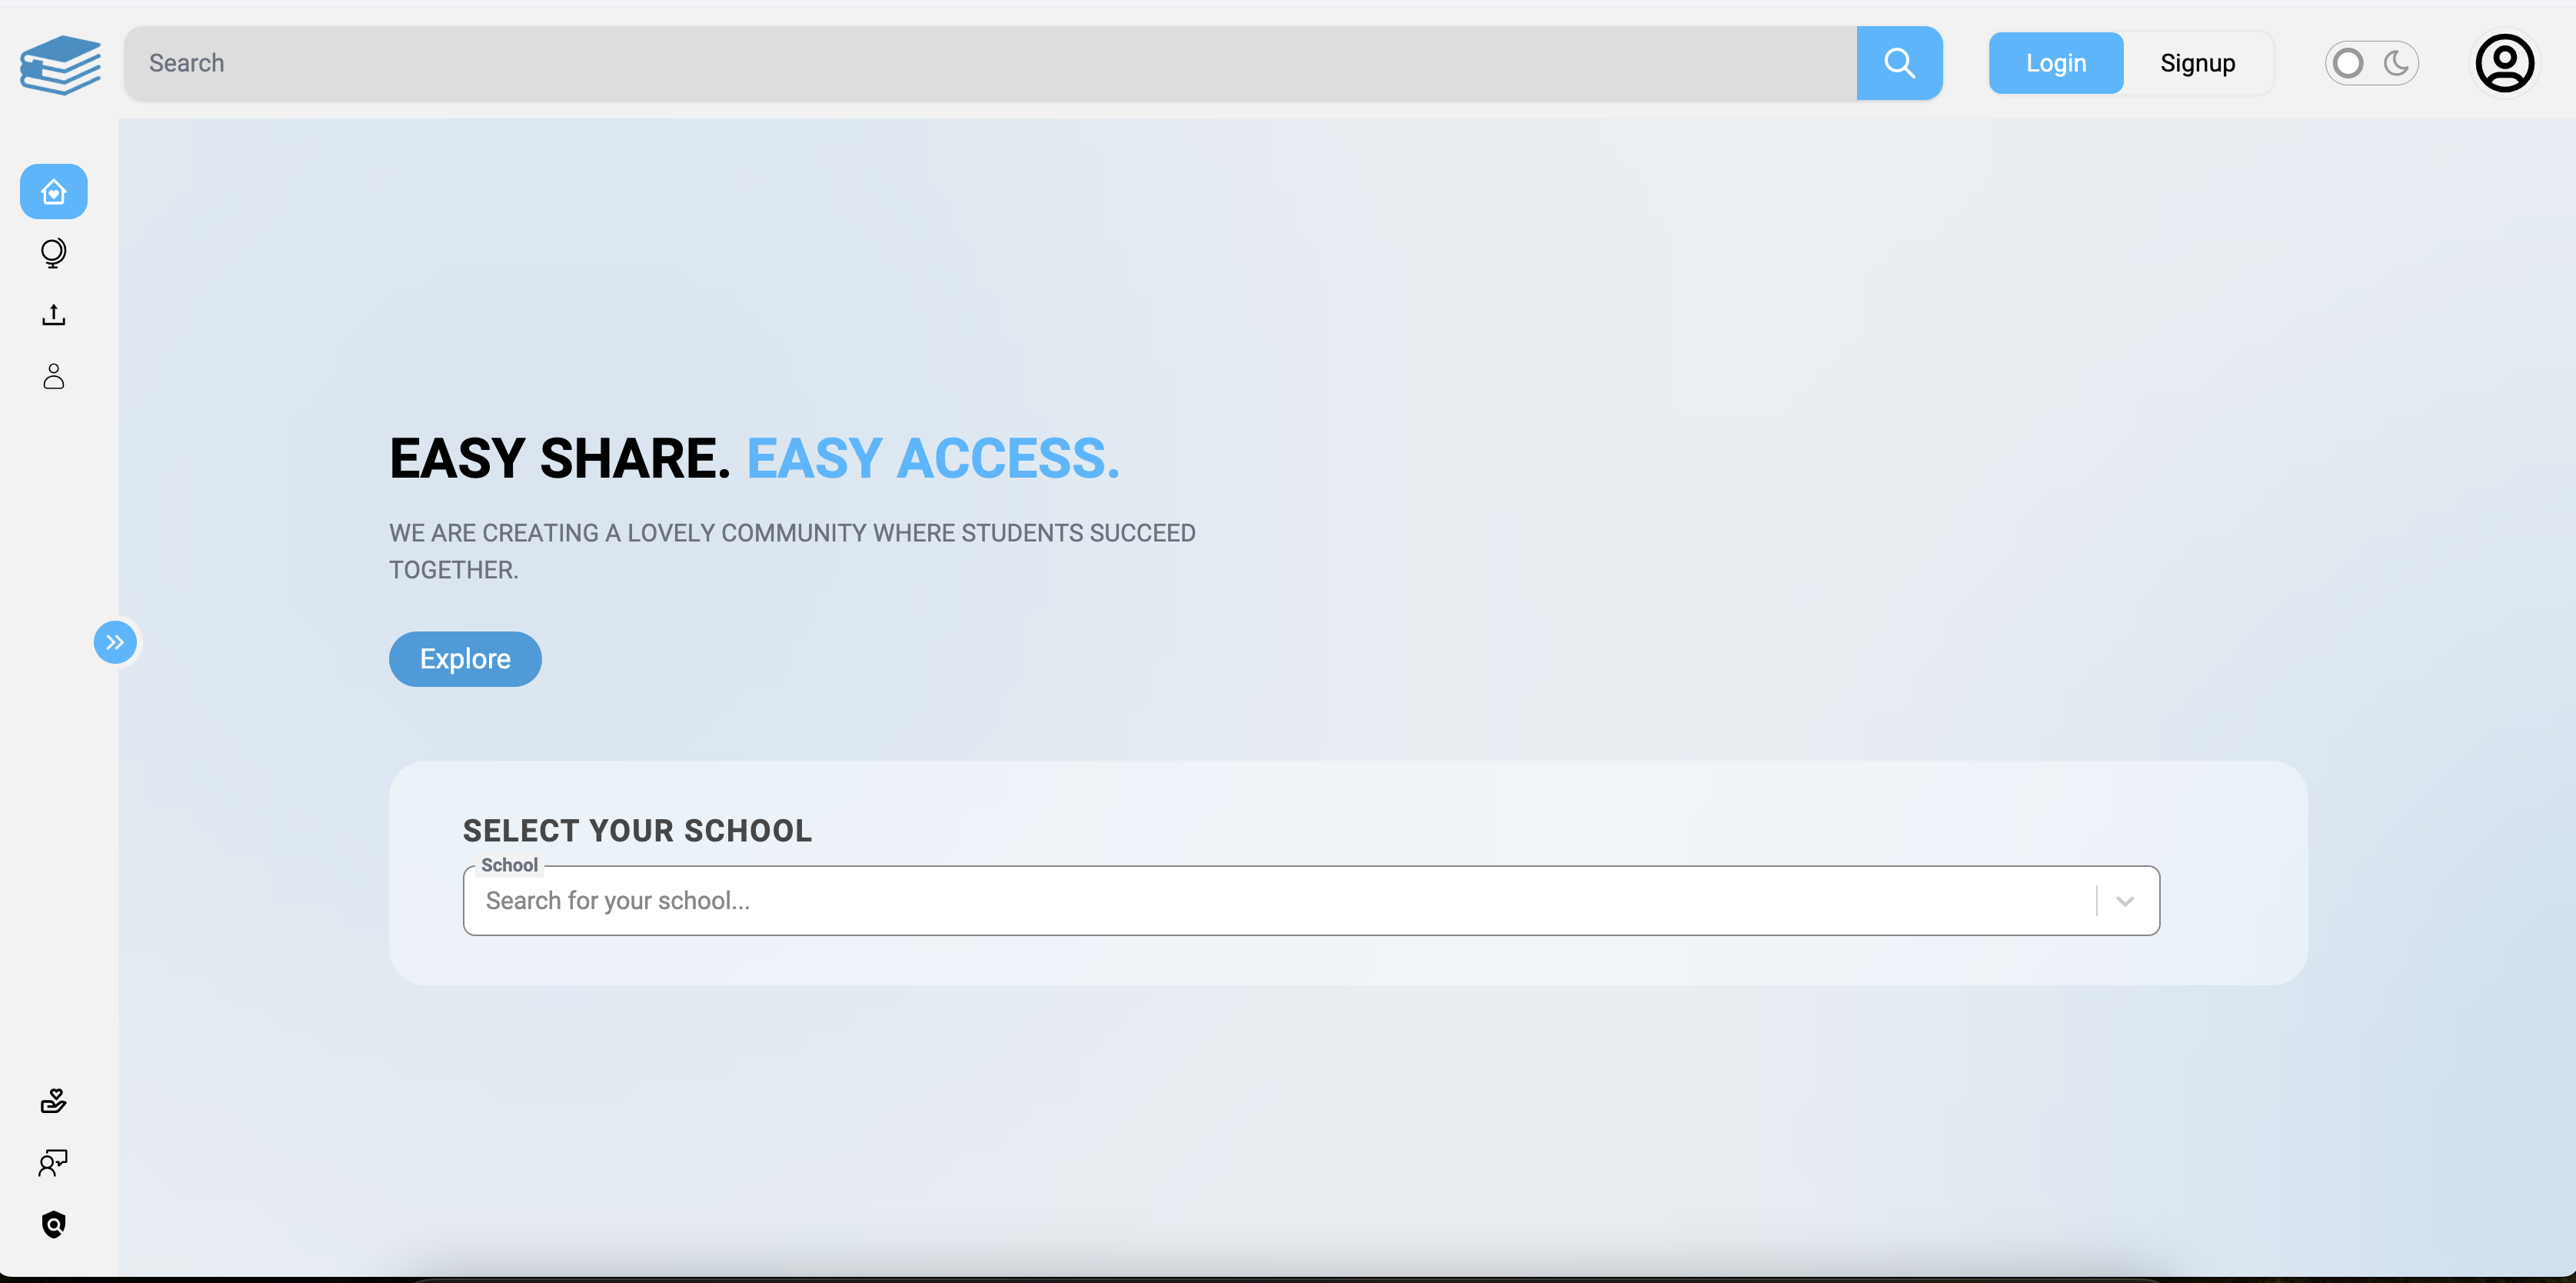 Search
Login
Signup
EASY SHARE. EASY ACCESS.
WE ARE CREATING A LOVELY COMMUNITY WHERE STUDENTS SUCCEED
TOGETHER.
Explore
SELECT YOUR SCHOOL
School
Search for your school...